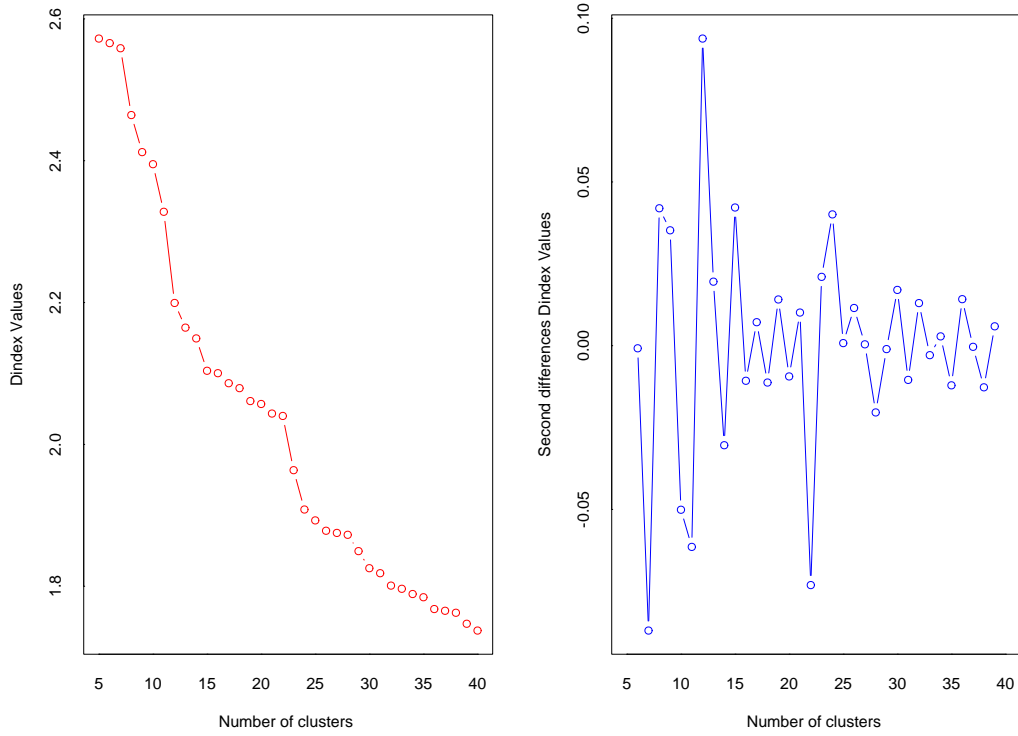 Dindex Values
2.6
2.4
2.2
2.0
1.8
5 10 15 20 25 30 35 40
Number of clusters
Second differences Dindex Values
0.10
0.05
0.00
-0.05
5 10 15 20 25 30 35 40
Number of clusters